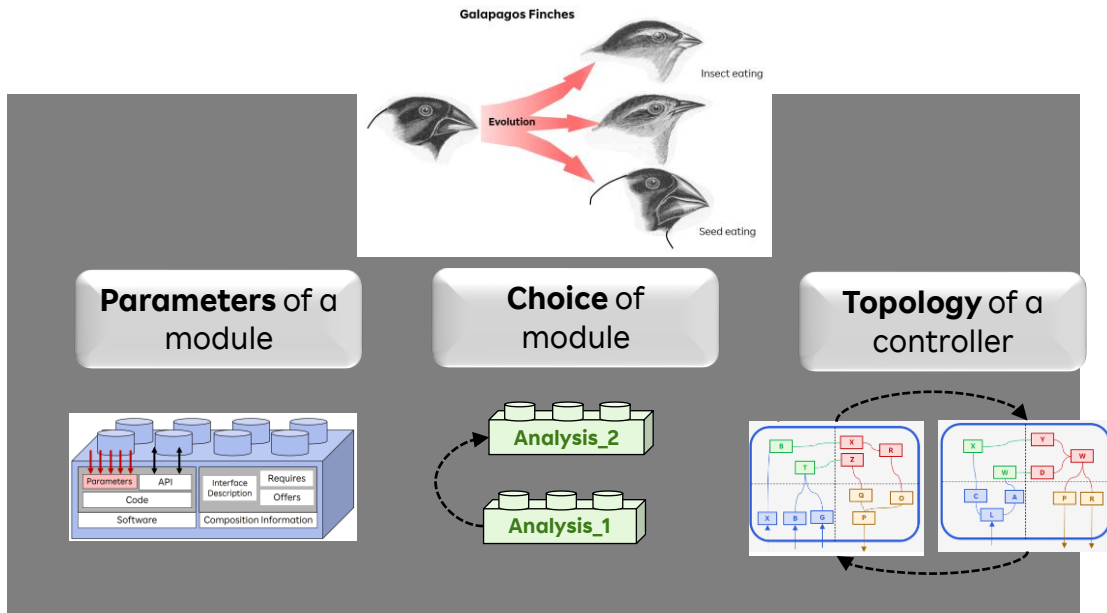 Galapagos Finches
Insect eating
Evolution
Seed eating
Parameters of a
module
Choice of
module
Topology of a
controller
Parameters
API
Code
Software
Interface
Description
Requires
Offers
Composition Information
Analysis_2
Analysis_1
B
X
R
T
Z
Q
O
X
B
G
P
X
Y
W
W
D
C
A
P
R
L